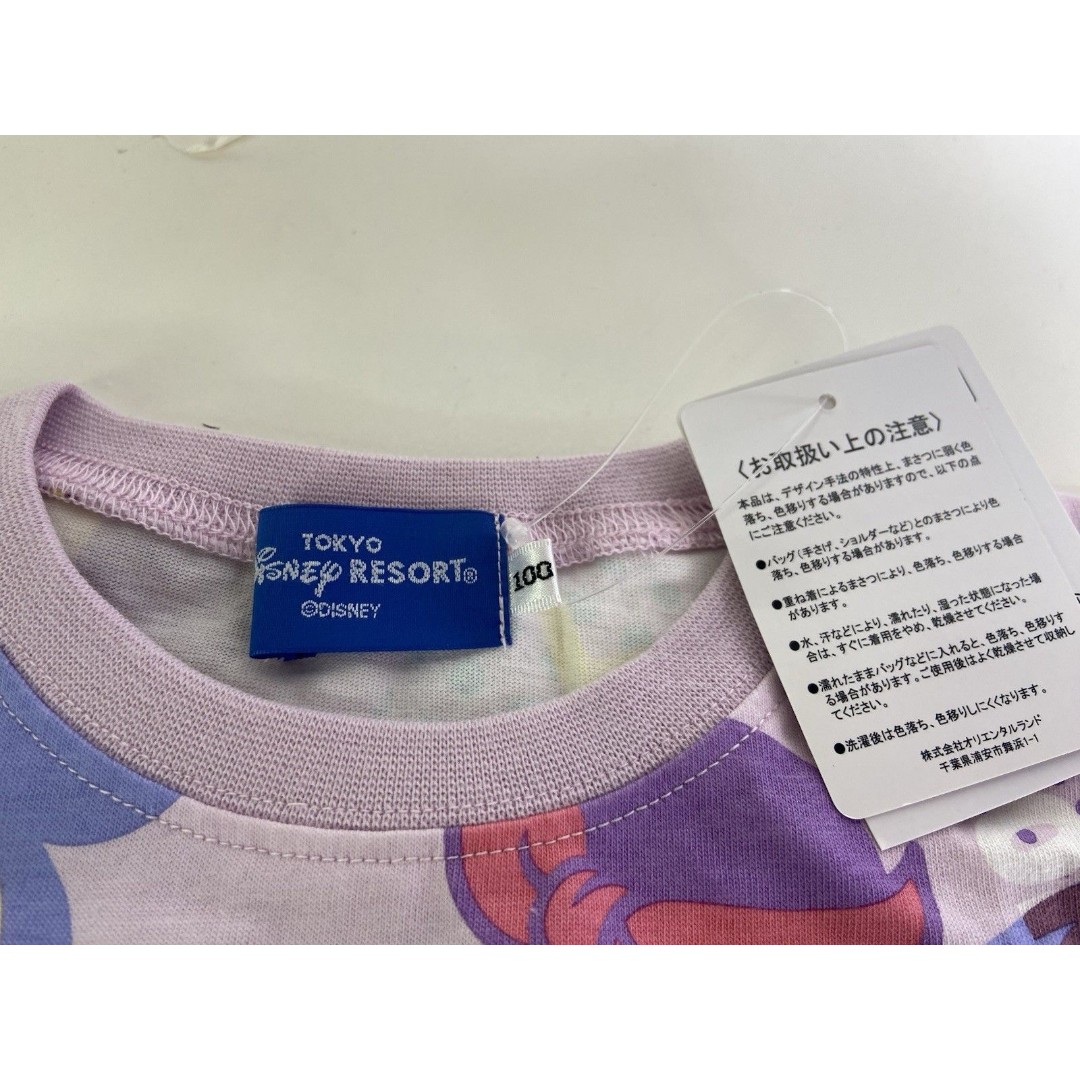 TOKYO
Disney RESORT®
©DISNEY
100
〈お取扱い上の注意〉
本品は、デザイン手法の特性上、まさつに弱く色
落ち、色移りする場合がありますので、以下の点
にご注意ください。
●バッグ(手さげ、ショルダーなど)とのまさつにより色
落ち、色移りする場合があります。
●重ね着によるまさつにより、色落ち、色移りする場合
があります。
●水、汗などにより、濡れたり、湿った状態になった場
合は、すぐに着用をやめ、乾燥させてください。
●濡れたままバッグなどに入れると、色落ち、色移りす
る場合があります。ご使用後はよく乾燥させて収納し
てください。
●洗濯後は色落ち、色移りしにくくなります。
株式会社オリエンタルランド
千葉県浦安市舞浜1-1